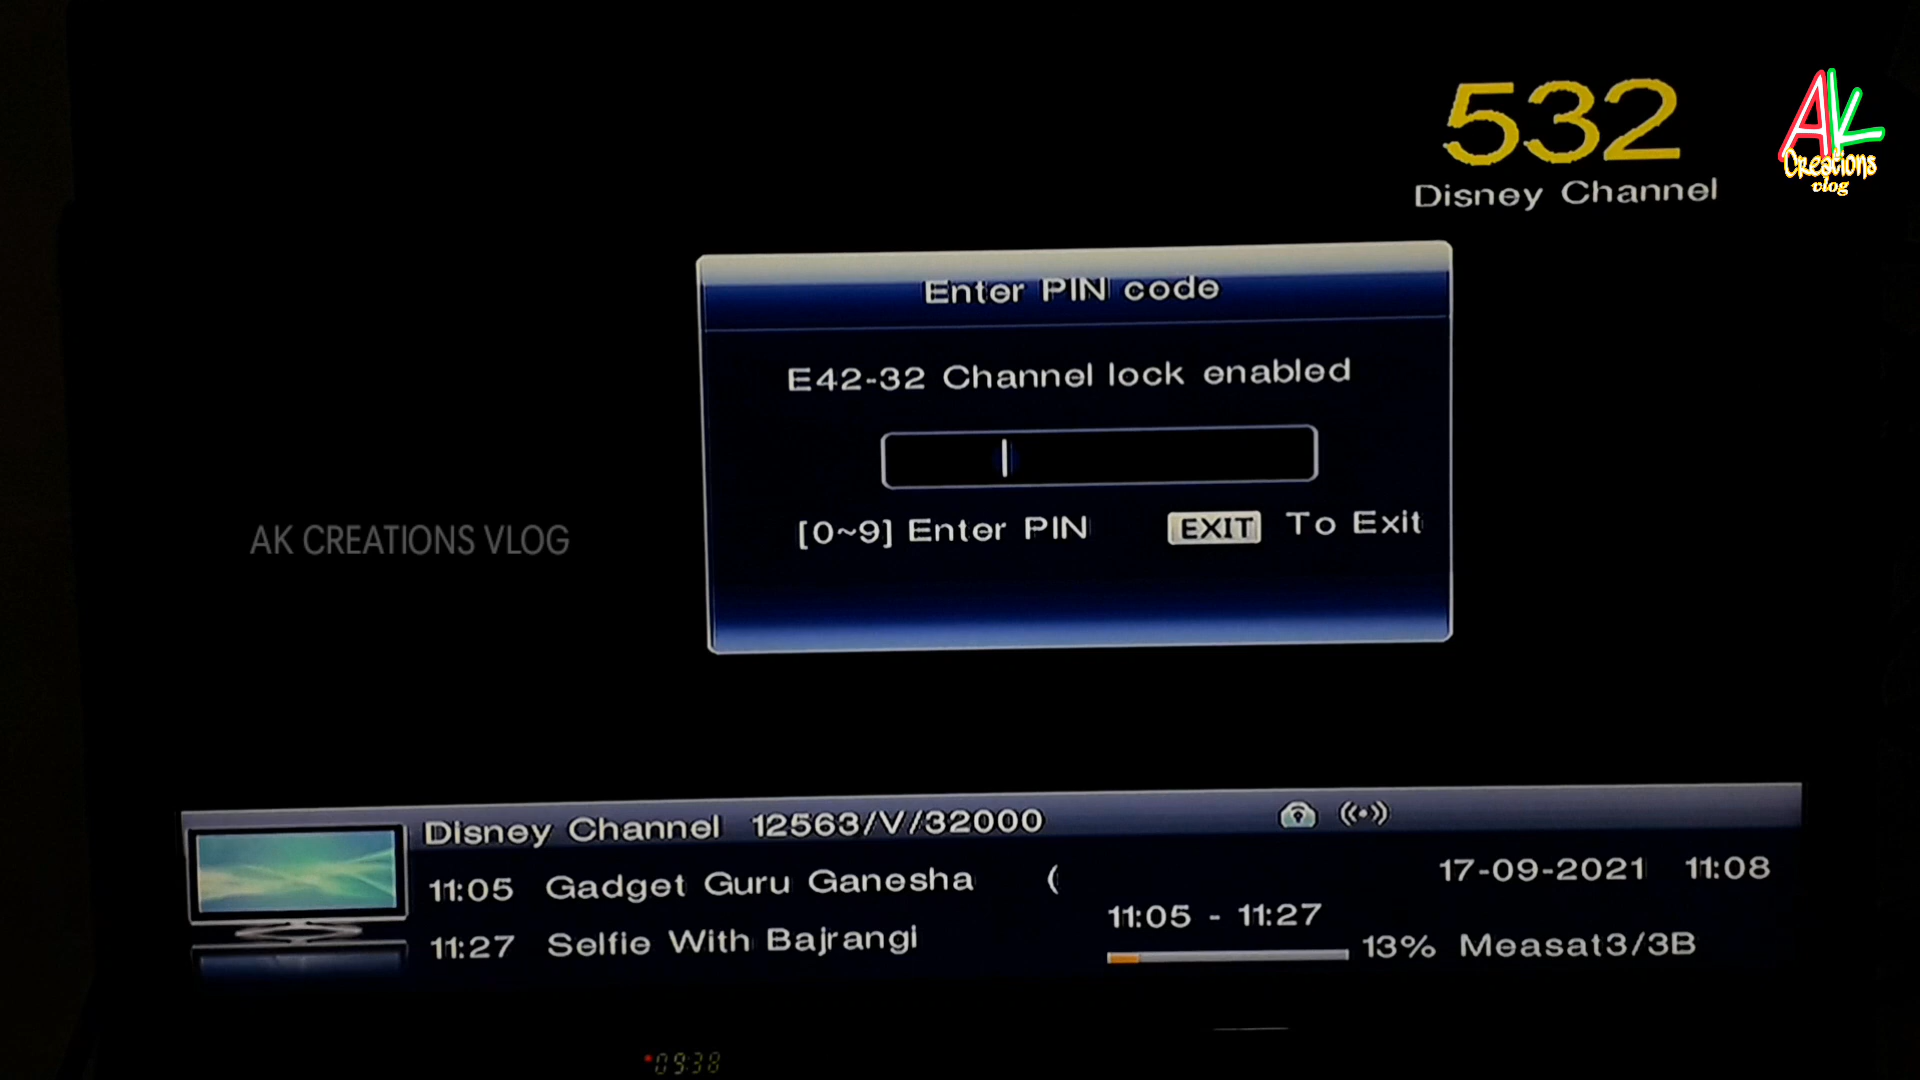 532
Disney Channel
AK
Creations
vlog
Enter PIN code
E42-32 Channel lock enabled
[0~9] Enter PIN EXIT To Exit
AK CREATIONS VLOG
Disney Channel 12563/V/32000
17-09-2021 11:08
11:05 Gadget Guru Ganesha (
11:05 - 11:27
11:27 Selfie With Bajrangi
13% Measat3/3B
09:38